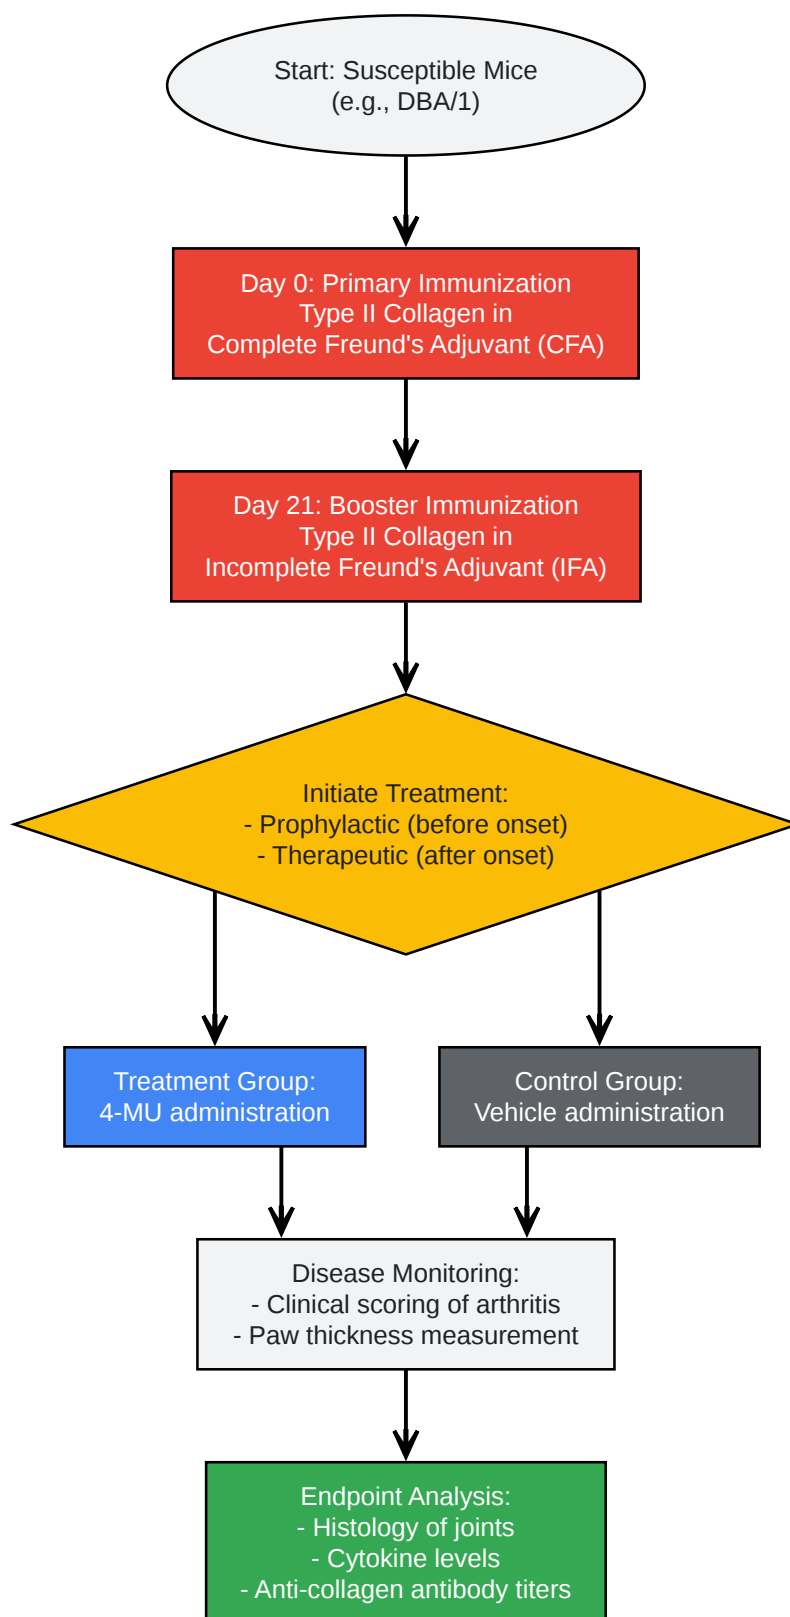 Start: Susceptible Mice
(e.g., DBA/1)
Day 0: Primary Immunization
Type II Collagen in
Complete Freund's Adjuvant (CFA)
Day 21: Booster Immunization
Type II Collagen in
Incomplete Freund's Adjuvant (IFA)
Initiate Treatment:
- Prophylactic (before onset)
- Therapeutic (after onset)
Treatment Group:
4-MU administration
Control Group:
Vehicle administration
Disease Monitoring:
- Clinical scoring of arthritis
- Paw thickness measurement
Endpoint Analysis:
- Histology of joints
- Cytokine levels
- Anti-collagen antibody titers